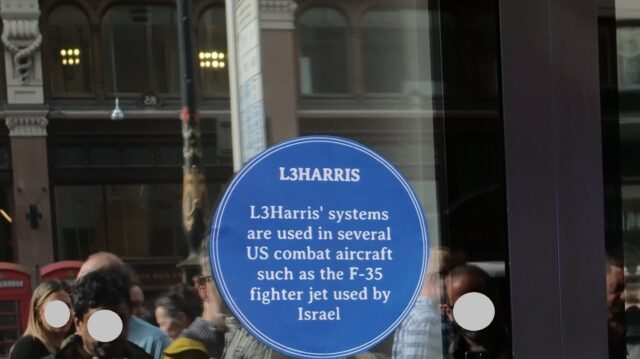 L3HARRIS
L3Harris' systems
are used in several
US combat aircraft
such as the F-35
fighter jet used by
Israel